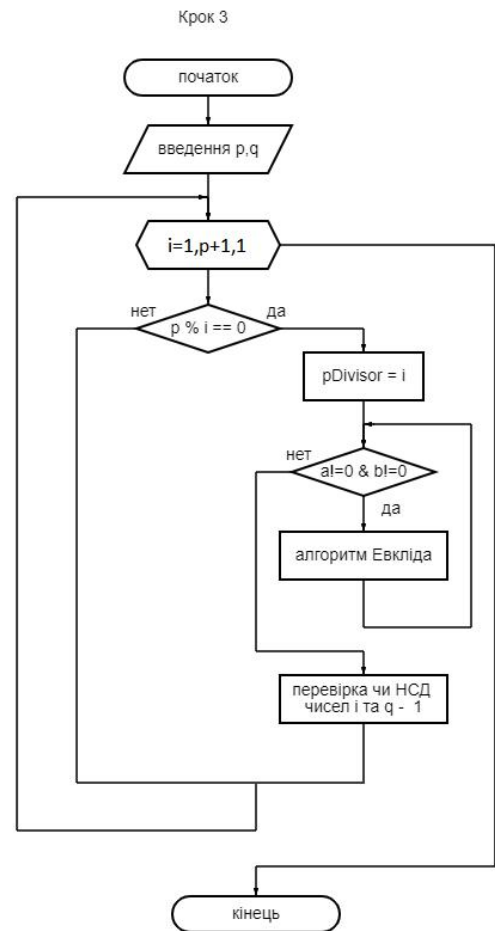 Крок 3
початок
введення p,q
i=1,p+1,1
нет
да
p % i == 0
pDivisor = i
нет
a!=0 & b!=0
да
алгоритм Евкліда
перевірка чи НСД
чисел i та q - 1
кінець